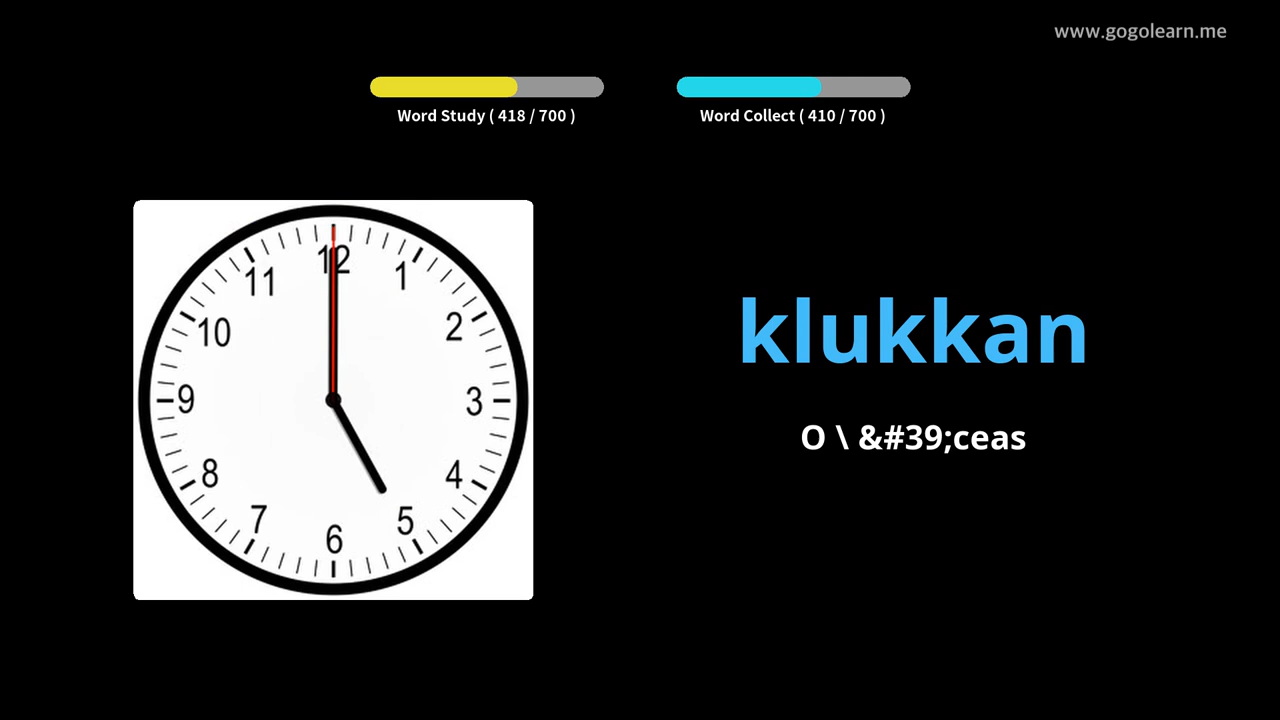 www.gogolearn.me
Word Study ( 418 / 700 )
Word Collect ( 410 / 700 )
12
1
2
3
4
5
6
7
8
9
10
11
klukkan
O \ &#39;ceas